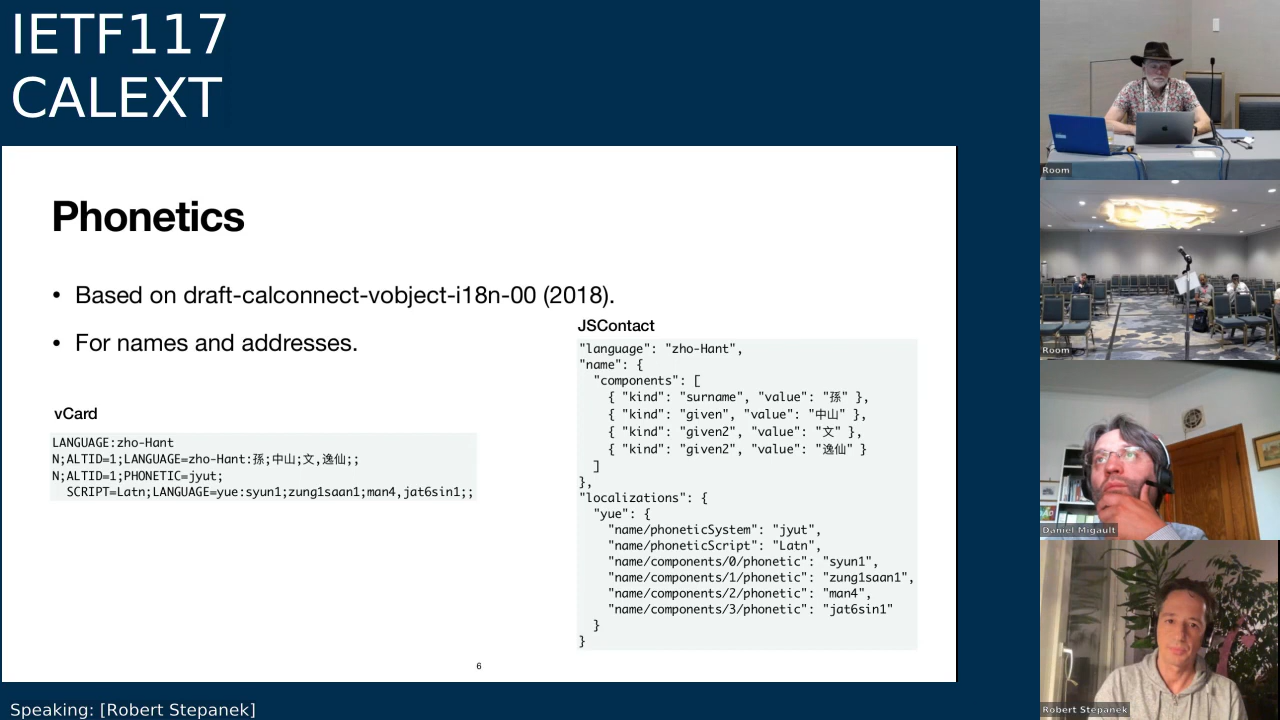 IETF117
CALEXT
Phonetics
• Based on draft-calconnect-vobject-i18n-00 (2018).
• For names and addresses.
vCard
LANGUAGE:zho-Hant
N;ALTID=1;LANGUAGE=zho-Hant:孫;中山;文,逸仙;;
N;ALTID=1;PHONETIC=jyut;
  SCRIPT=Latn;LANGUAGE=yue:syun1;zung1saan1;man4,jat6sin1;;
JSContact
"language": "zho-Hant",
"name": {
  "components": [
    { "kind": "surname", "value": "孫" },
    { "kind": "given", "value": "中山" },
    { "kind": "given2", "value": "文" },
    { "kind": "given2", "value": "逸仙" }
  ]
},
"localizations": {
  "yue": {
    "name/phoneticSystem": "jyut",
    "name/phoneticScript": "Latn",
    "name/components/0/phonetic": "syun1",
    "name/components/1/phonetic": "zung1saan1",
    "name/components/2/phonetic": "man4",
    "name/components/3/phonetic": "jat6sin1"
  }
}
6
Speaking: [Robert Stepanek]
Room
Room
Daniel Migault
Robert Stepanek